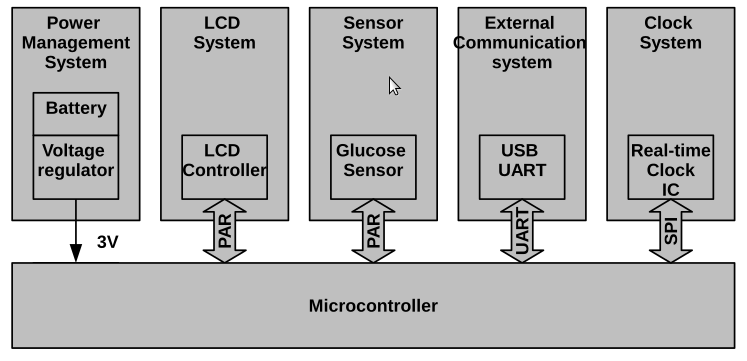 Power
Management
System
Battery
Voltage
regulator
3V
LCD
System
LCD
Controller
PAR
Sensor
System
Glucose
Sensor
PAR
External
Communication
system
USB
UART
UART
Clock
System
Real-time
Clock
IC
SPI
Microcontroller